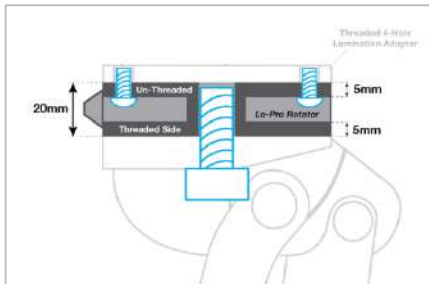 Threaded 4-Hole
Lamination Adapter
Un-Threaded
5mm
20mm
Lo-Pro Rotator
Threaded Side
5mm